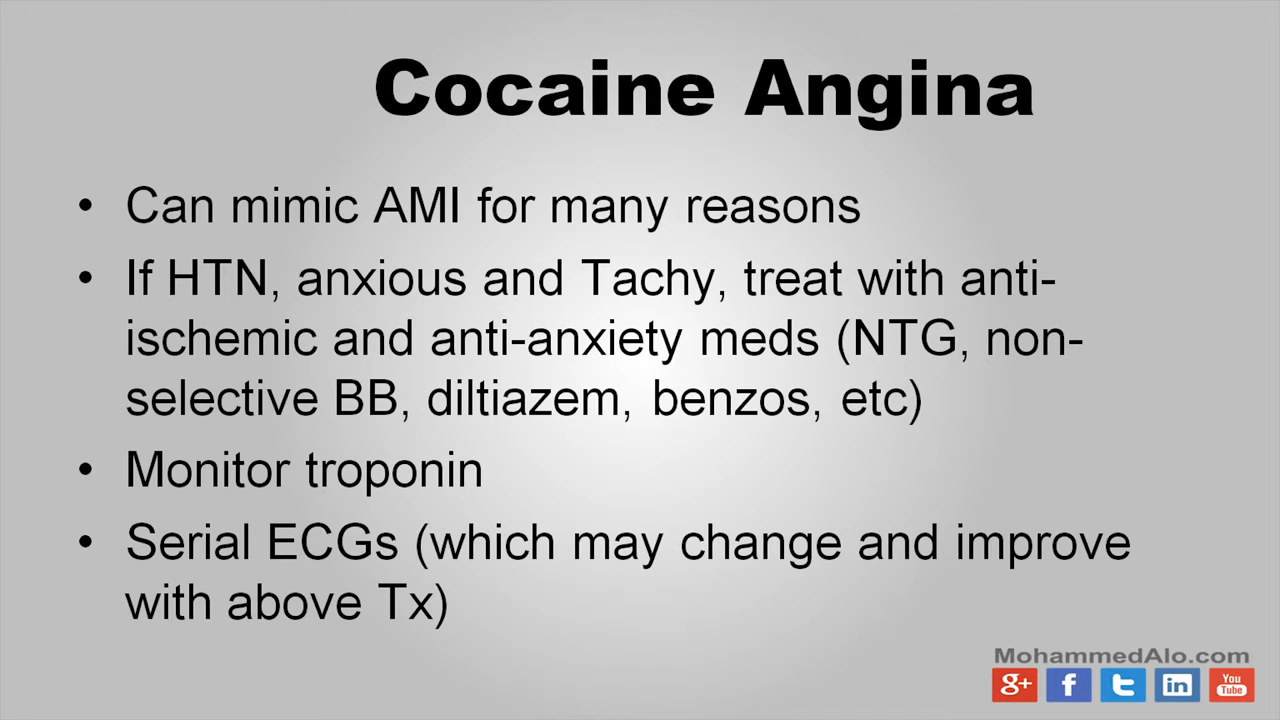 Cocaine Angina
• Can mimic AMI for many reasons
• If HTN, anxious and Tachy, treat with anti-
ischemic and anti-anxiety meds (NTG, non-
selective BB, diltiazem, benzos, etc)
• Monitor troponin
• Serial ECGs (which may change and improve
with above Tx)
MohammedAlo.com
g+ f in You
Tube